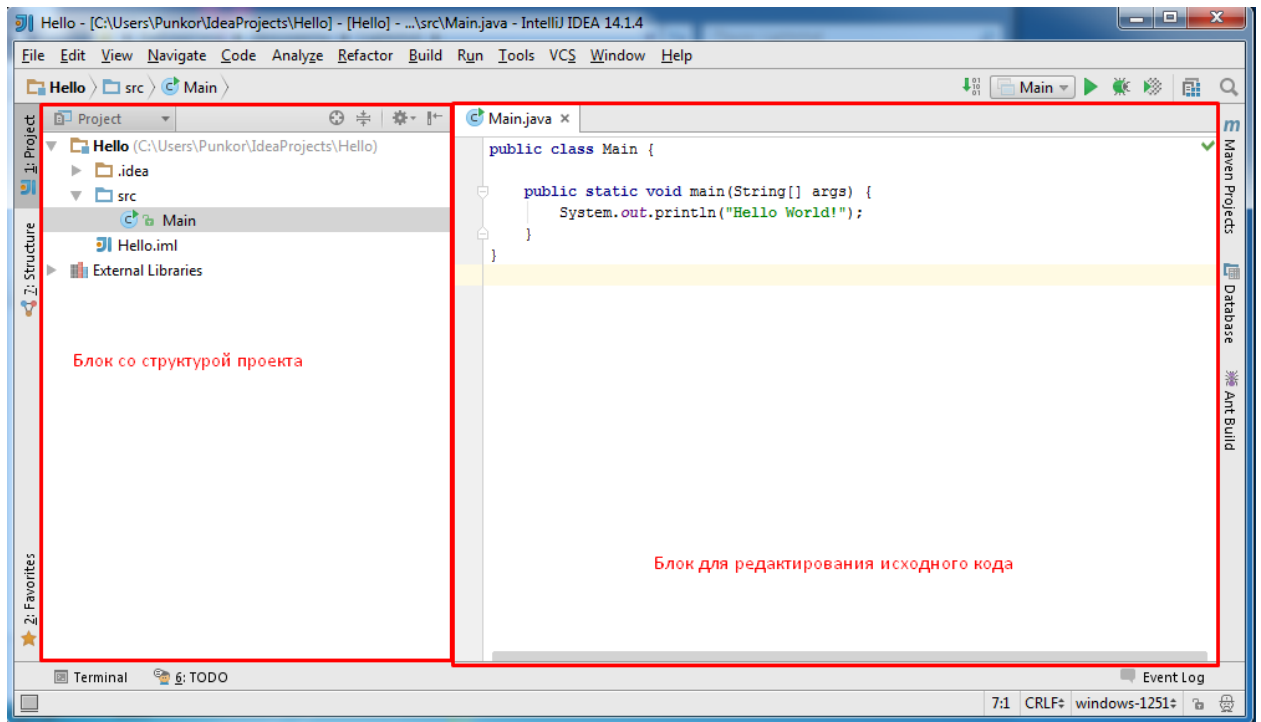 Hello - [C:\Users\Punkor\IdeaProjects\Hello] - [Hello] - ...\src\Main.java - IntelliJ IDEA 14.1.4
File Edit View Navigate Code Analyze Refactor Build Run Tools VCS Window Help
Hello src Main
Main
1: Project
7: Structure
2: Favorites
Project
Hello (C:\Users\Punkor\IdeaProjects\Hello)
.idea
src
Main
Hello.iml
External Libraries
Блок со структурой проекта
Main.java
public class Main {
public static void main(String[] args) {
System.out.println("Hello World!");
}
}
Блок для редактирования исходного кода
m Maven Projects
Database
Ant Build
Terminal 6: TODO
Event Log
7:1 CRLF windows-1251